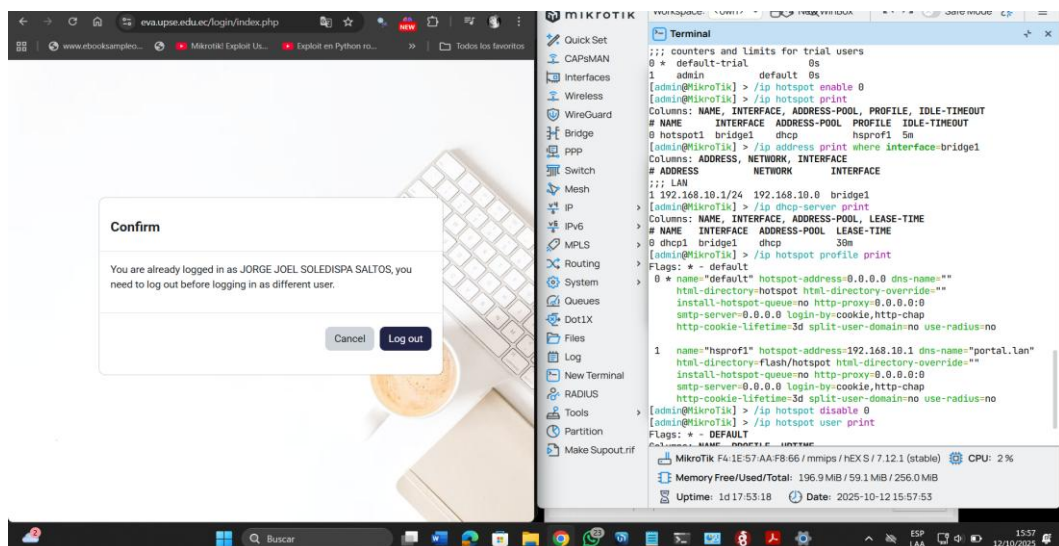 eva.upse.edu.ec/login/index.php
NEW
www.ebooksampleo...
Mikrotik! Exploit Us...
Exploit en Python ro...
»
Todos los favoritos
Confirm
You are already logged in as JORGE JOEL SOLEDISPA SALTOS, you
need to log out before logging in as different user.
Cancel
Log out
mikrotik
Workspace: <own>
New WinBox
Safe Mode
Quick Set
CAPsMAN
Interfaces
Wireless
WireGuard
Bridge
PPP
Switch
Mesh
IP
IPv6
MPLS
Routing
System
Queues
Dot1X
Files
Log
New Terminal
RADIUS
Tools
Partition
Make Supout.rif
Terminal
;;; counters and limits for trial users
0 * default-trial 0s
1 admin default 0s
[admin@MikroTik] > /ip hotspot enable 0
[admin@MikroTik] > /ip hotspot print
Columns: NAME, INTERFACE, ADDRESS-POOL, PROFILE, IDLE-TIMEOUT
# NAME INTERFACE ADDRESS-POOL PROFILE IDLE-TIMEOUT
0 hotspot1 bridge1 dhcp hsprof1 5m
[admin@MikroTik] > /ip address print where interface=bridge1
Columns: ADDRESS, NETWORK, INTERFACE
# ADDRESS NETWORK INTERFACE
;;; LAN
1 192.168.10.1/24 192.168.10.0 bridge1
[admin@MikroTik] > /ip dhcp-server print
Columns: NAME, INTERFACE, ADDRESS-POOL, LEASE-TIME
# NAME INTERFACE ADDRESS-POOL LEASE-TIME
0 dhcp1 bridge1 dhcp 30m
[admin@MikroTik] > /ip hotspot profile print
Flags: * - default
0 * name="default" hotspot-address=0.0.0.0 dns-name=""
html-directory=hotspot html-directory-override=""
install-hotspot-queue=no http-proxy=0.0.0.0:0
smtp-server=0.0.0.0 login-by=cookie,http-chap
http-cookie-lifetime=3d split-user-domain=no use-radius=no
1 name="hsprof1" hotspot-address=192.168.10.1 dns-name="portal.lan"
html-directory=flash/hotspot html-directory-override=""
install-hotspot-queue=no http-proxy=0.0.0.0:0
smtp-server=0.0.0.0 login-by=cookie,http-chap
http-cookie-lifetime=3d split-user-domain=no use-radius=no
[admin@MikroTik] > /ip hotspot disable 0
[admin@MikroTik] > /ip hotspot user print
Flags: * - DEFAULT
Columns: NAME, PROFILE, UPTIME
MikroTik F4:1E:57:AA:F8:66 / mmips / hEX S / 7.12.1 (stable) CPU: 2 %
Memory Free/Used/Total: 196.9 MiB / 59.1 MiB / 256.0 MiB
Uptime: 1d 17:53:18 Date: 2025-10-12 15:57:53
2
Buscar
ESP
LAA
15:57
12/10/2025